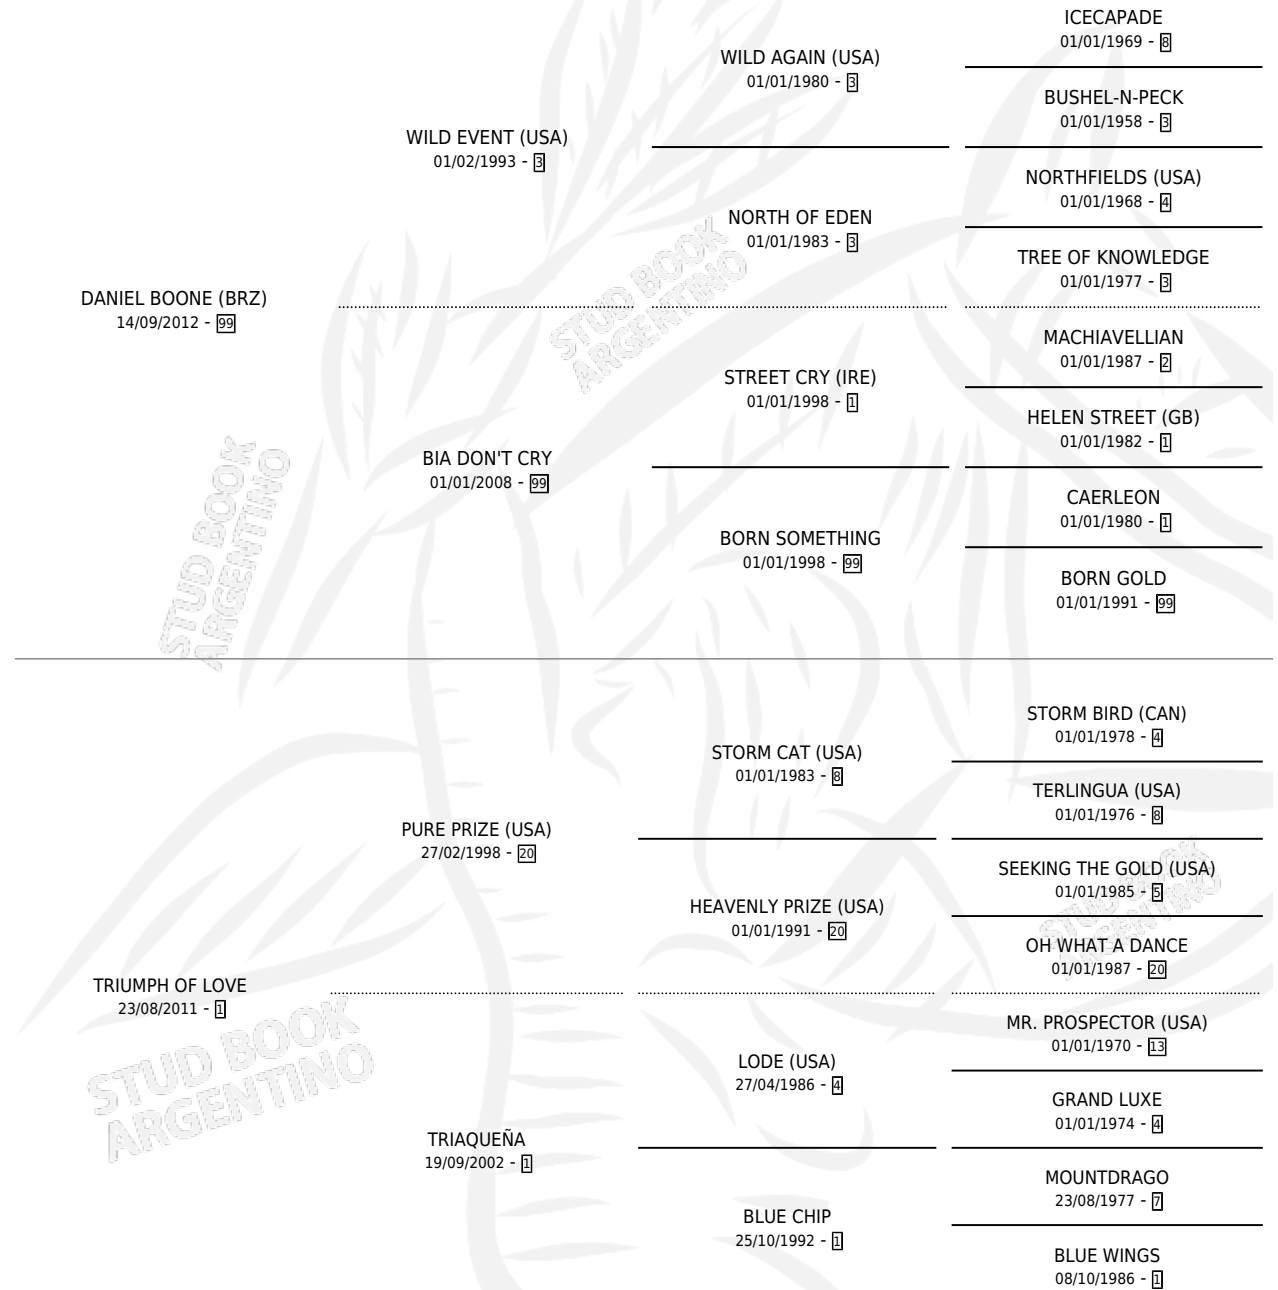 ICECAPADE
01/01/1969 - 8
WILD AGAIN (USA)
01/01/1980 - 3
BUSHEL-N-PECK
01/01/1958 - 3
WILD EVENT (USA)
01/02/1993 - 3
NORTHFIELDS (USA)
01/01/1968 - 4
NORTH OF EDEN
01/01/1983 - 3
TREE OF KNOWLEDGE
01/01/1977 - 3
DANIEL BOONE (BRZ)
14/09/2012 - 99
MACHIAVELLIAN
01/01/1987 - 2
STREET CRY (IRE)
01/01/1998 - 1
HELEN STREET (GB)
01/01/1982 - 1
BIA DON'T CRY
01/01/2008 - 99
CAERLEON
01/01/1980 - 1
BORN SOMETHING
01/01/1998 - 99
BORN GOLD
01/01/1991 - 99
STUD BOOK
ARGENTINO
STUD BOOK
ARGENTINO
STORM BIRD (CAN)
01/01/1978 - 4
STORM CAT (USA)
01/01/1983 - 8
TERLINGUA (USA)
01/01/1976 - 8
PURE PRIZE (USA)
27/02/1998 - 20
SEEKING THE GOLD (USA)
01/01/1985 - 5
HEAVENLY PRIZE (USA)
01/01/1991 - 20
OH WHAT A DANCE
01/01/1987 - 20
TRIUMPH OF LOVE
23/08/2011 - 1
MR. PROSPECTOR (USA)
01/01/1970 - 13
LODE (USA)
27/04/1986 - 4
GRAND LUXE
01/01/1974 - 4
TRIAQUEÑA
19/09/2002 - 1
MOUNTDRAGO
23/08/1977 - 7
BLUE CHIP
25/10/1992 - 1
BLUE WINGS
08/10/1986 - 1
STUD BOOK
ARGENTINO
STUD BOOK
ARGENTINO